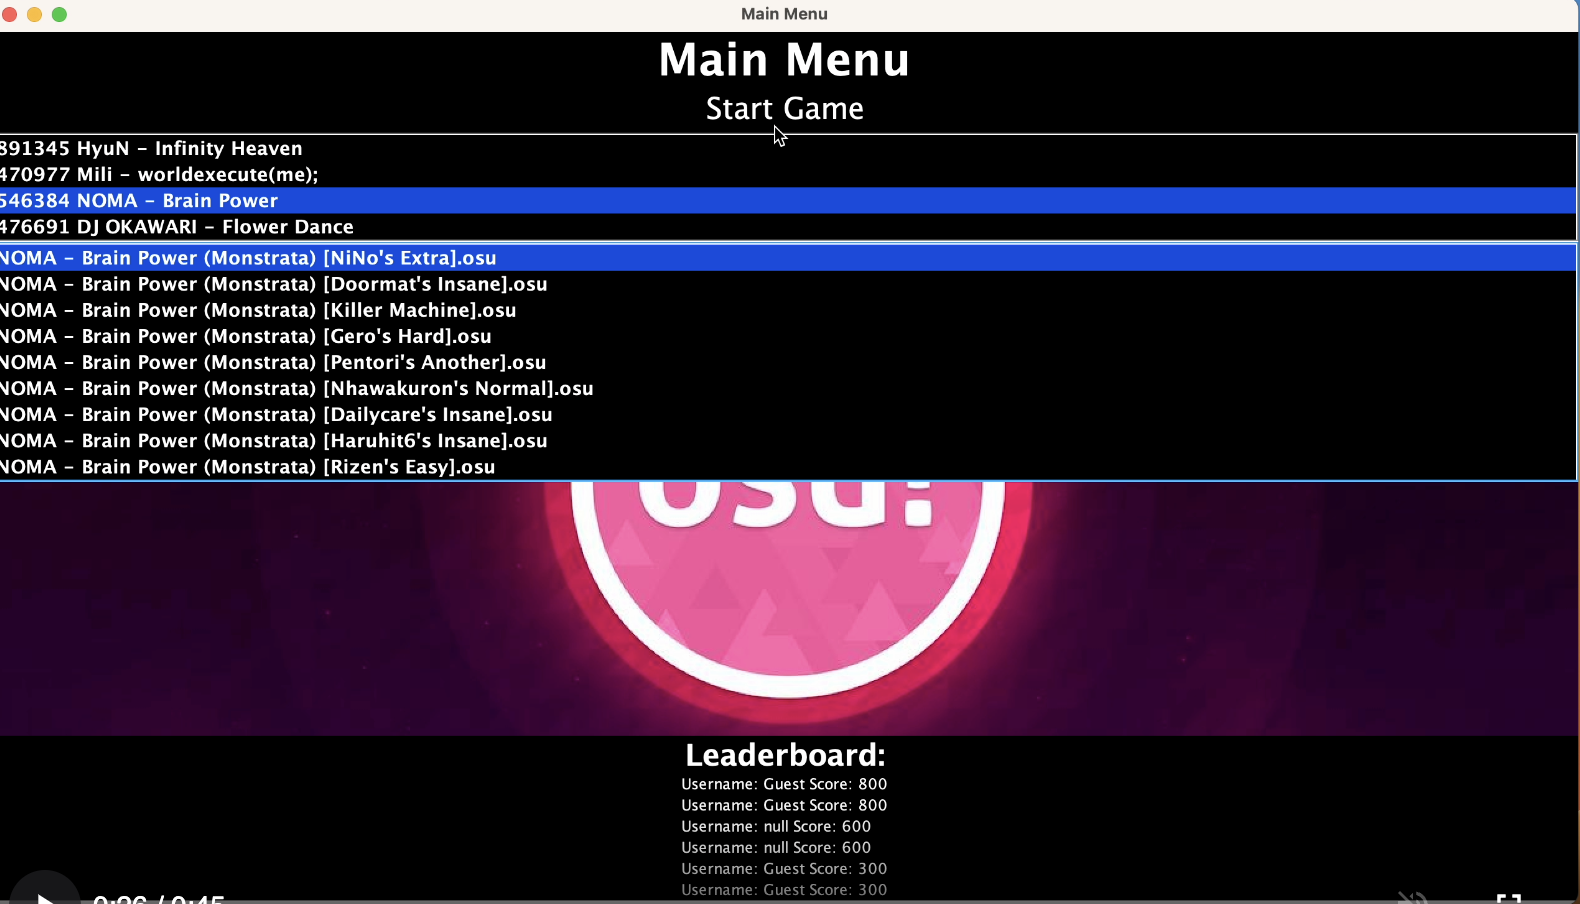 Main Menu
Main Menu
Start Game
891345 HyuN - Infinity Heaven
470977 Mili - worldexecute(me);
546384 NOMA - Brain Power
476691 DJ OKAWARI - Flower Dance
NOMA - Brain Power (Monstrata) [NiNo's Extra].osu
NOMA - Brain Power (Monstrata) [Doormat's Insane].osu
NOMA - Brain Power (Monstrata) [Killer Machine].osu
NOMA - Brain Power (Monstrata) [Gero's Hard].osu
NOMA - Brain Power (Monstrata) [Pentori's Another].osu
NOMA - Brain Power (Monstrata) [Nhawakuron's Normal].osu
NOMA - Brain Power (Monstrata) [Dailycare's Insane].osu
NOMA - Brain Power (Monstrata) [Haruhit6's Insane].osu
NOMA - Brain Power (Monstrata) [Rizen's Easy].osu
osu!
Leaderboard:
Username: Guest Score: 800
Username: Guest Score: 800
Username: null Score: 600
Username: null Score: 600
Username: Guest Score: 300
Username: Guest Score: 300
0:26 / 0:45